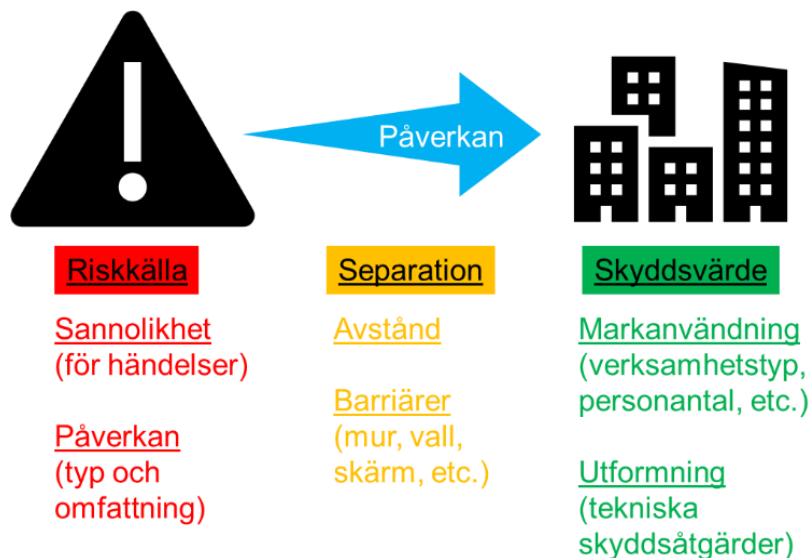 Påverkan
Riskkälla
Sannolikhet
(för händelser)
Påverkan
(typ och
omfattning)
Separation
Avstånd
Barriärer
(mur, vall,
skärm, etc.)
Skyddsvärde
Markanvändning
(verksamhetstyp,
personantal, etc.)
Utformning
(tekniska
skyddsåtgärder)